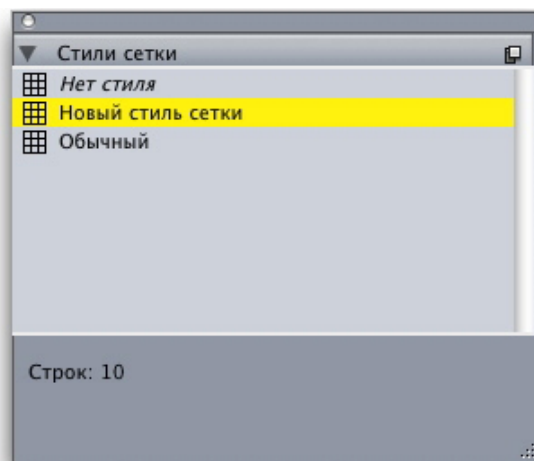 Стили сетки
Нет стиля
Новый стиль сетки
Обычный
Строк: 10